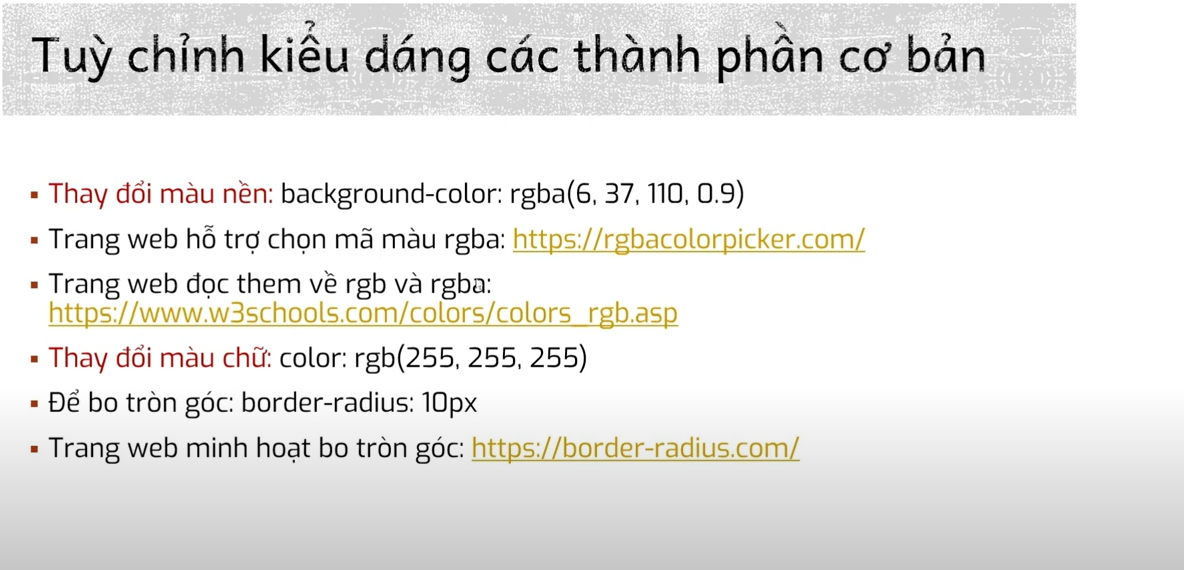 Tuỳ chỉnh kiểu dáng các thành phần cơ bản
▪ Thay đổi màu nền: background-color: rgba(6, 37, 110, 0.9)
▪ Trang web hỗ trợ chọn mã màu rgba: https://rgbacolorpicker.com/
▪ Trang web đọc them về rgb và rgba:
https://www.w3schools.com/colors/colors_rgb.asp
▪ Thay đổi màu chữ: color: rgb(255, 255, 255)
▪ Để bo tròn góc: border-radius: 10px
▪ Trang web minh hoạt bo tròn góc: https://border-radius.com/